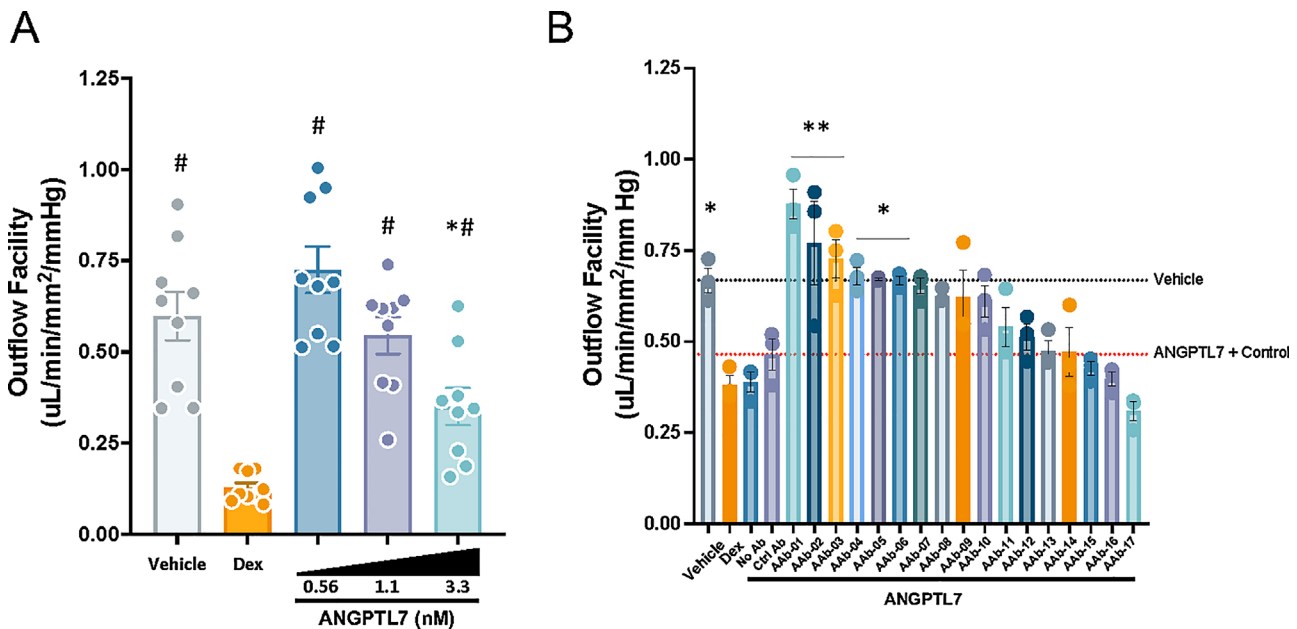 A
Outflow Facility
(uL/min/mm²/mmHg)
1.25
1.00
0.75
0.50
0.25
0.00
#
#
#
*#
Vehicle
Dex
0.56
1.1
3.3
ANGPTL7 (nM)
B
Outflow Facility
(uL/min/mm²/mm Hg)
1.25
1.00
0.75
0.50
0.25
0.00
*
**
*
Vehicle
ANGPTL7 + Control
Vehicle
Dex
No Ab
Ctrl Ab
AAb-01
AAb-02
AAb-03
AAb-04
AAb-05
AAb-06
AAb-07
AAb-08
AAb-09
AAb-10
AAb-11
AAb-12
AAb-13
AAb-14
AAb-15
AAb-16
AAb-17
ANGPTL7